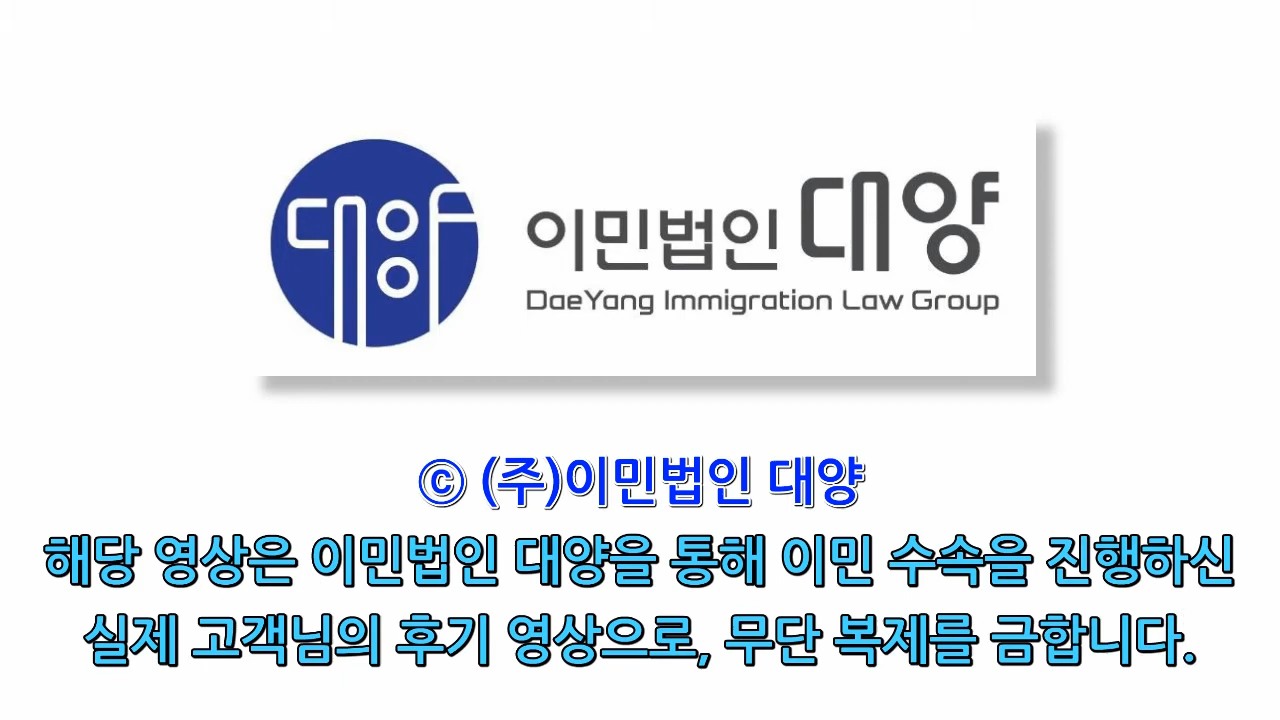 대양
이민법인 대양
DaeYang Immigration Law Group
© (주)이민법인 대양
해당 영상은 이민법인 대양을 통해 이민 수속을 진행하신
실제 고객님의 후기 영상으로, 무단 복제를 금합니다.